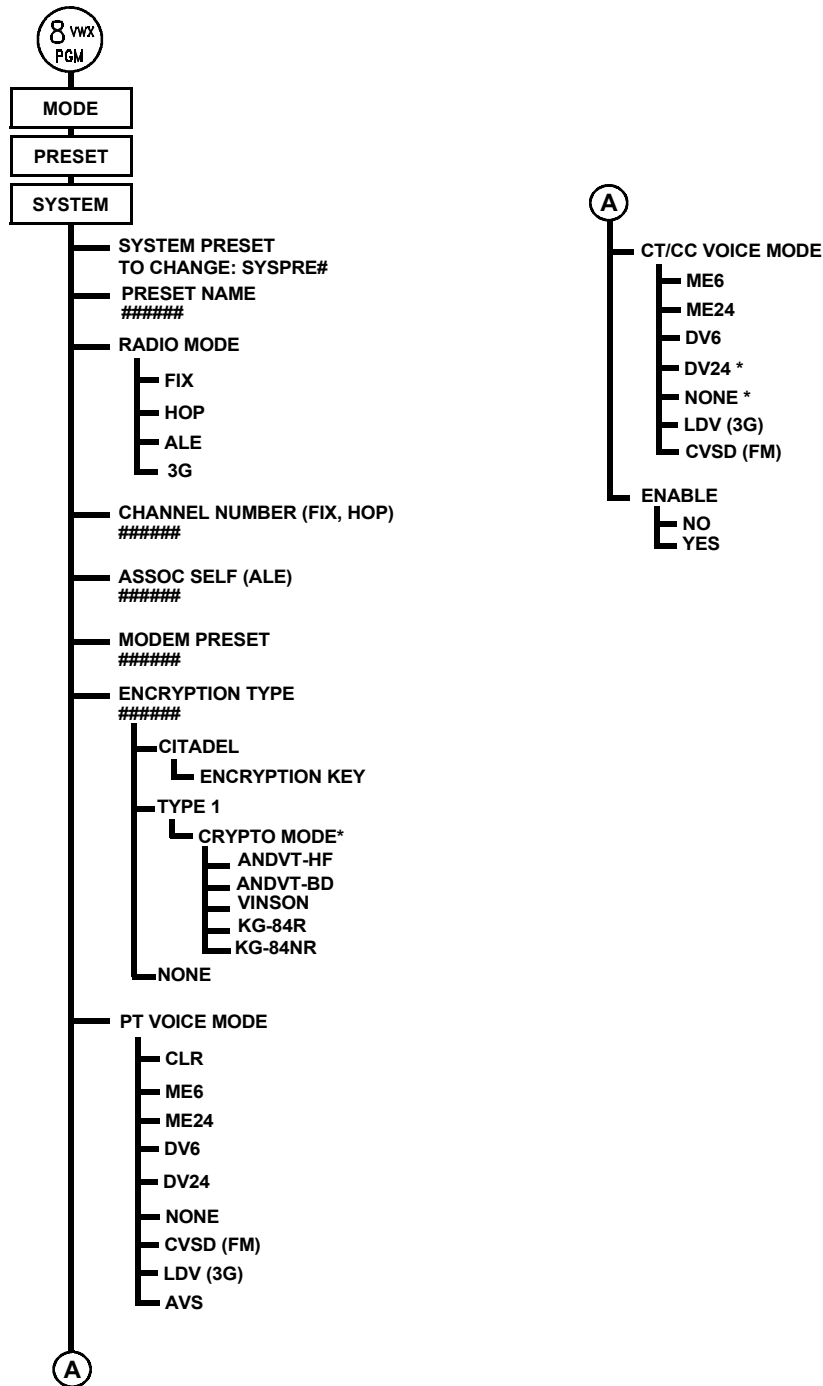 8 VWX
PGM
MODE
PRESET
SYSTEM
SYSTEM PRESET
TO CHANGE: SYSPRE#
PRESET NAME
######
RADIO MODE
FIX
HOP
ALE
3G
CHANNEL NUMBER (FIX, HOP)
######
ASSOC SELF (ALE)
######
MODEM PRESET
######
ENCRYPTION TYPE
######
CITADEL
ENCRYPTION KEY
TYPE 1
CRYPTO MODE*
ANDVT-HF
ANDVT-BD
VINSON
KG-84R
KG-84NR
NONE
PT VOICE MODE
CLR
ME6
ME24
DV6
DV24
NONE
CVSD (FM)
LDV (3G)
AVS
A
A
CT/CC VOICE MODE
ME6
ME24
DV6
DV24 *
NONE *
LDV (3G)
CVSD (FM)
ENABLE
NO
YES